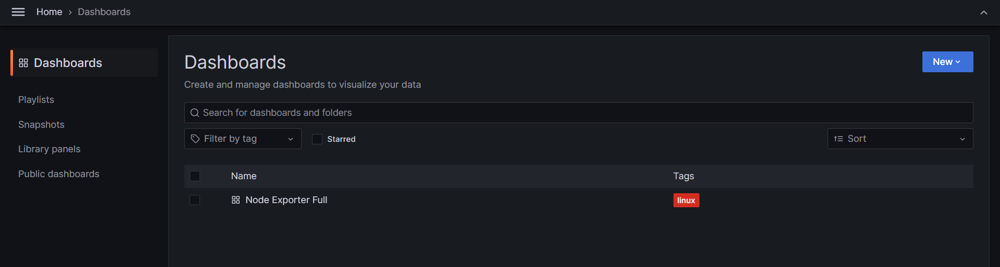 Home › Dashboards
Dashboards
Playlists
Snapshots
Library panels
Public dashboards
Dashboards
New
Create and manage dashboards to visualize your data
Search for dashboards and folders
Filter by tag
Starred
Sort
Name
Tags
Node Exporter Full
linux